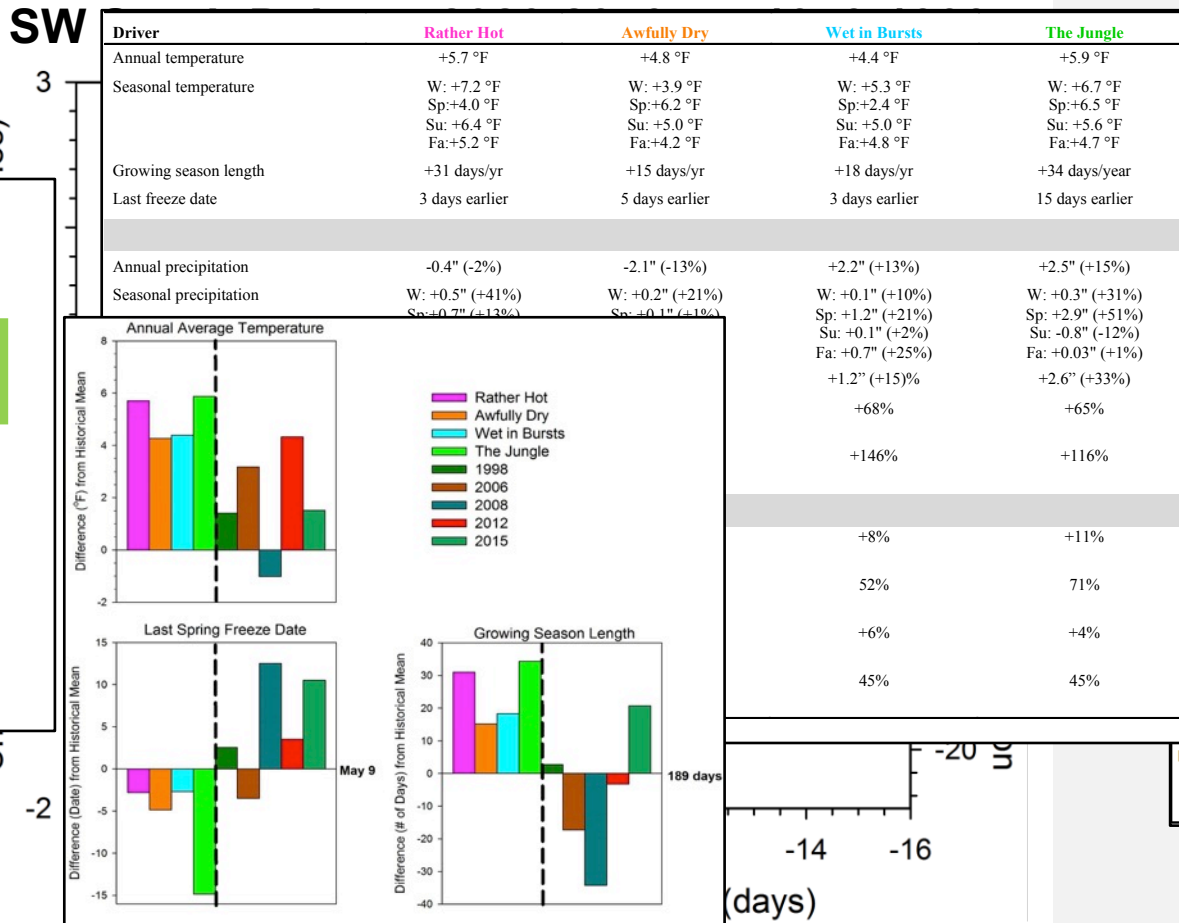 SW
Driver Rather Hot Awfully Dry Wet in Bursts The Jungle
Annual temperature +5.7 °F +4.8 °F +4.4 °F +5.9 °F
Seasonal temperature W: +7.2 °F W: +3.9 °F W: +5.3 °F W: +6.7 °F
Sp:+4.0 °F Sp:+6.2 °F Sp:+2.4 °F Sp:+6.5 °F
Su: +6.4 °F Su: +5.0 °F Su: +5.0 °F Su: +5.6 °F
Fa:+5.2 °F Fa:+4.2 °F Fa:+4.8 °F Fa:+4.7 °F
Growing season length +31 days/yr +15 days/yr +18 days/yr +34 days/year
Last freeze date 3 days earlier 5 days earlier 3 days earlier 15 days earlier
Annual precipitation -0.4" (-2%) -2.1" (-13%) +2.2" (+13%) +2.5" (+15%)
Seasonal precipitation W: +0.5" (+41%) W: +0.2" (+21%) W: +0.1" (+10%) W: +0.3" (+31%)
Sp:+0.7" (+13%) Sp: +0.1" (+1%) Sp: +1.2" (+21%) Sp: +2.9" (+51%)
Su: +0.1" (+2%) Su: -0.8" (-12%)
Fa: +0.7" (+25%) Fa: +0.03" (+1%)
+1.2” (+15)% +2.6” (+33%)
+68% +65%
+146% +116%
+8% +11%
52% 71%
+6% +4%
45% 45%
3
-2
Annual Average Temperature
Difference (°F) from Historical Mean
8
6
4
2
0
-2
Rather Hot
Awfully Dry
Wet in Bursts
The Jungle
1998
2006
2008
2012
2015
Last Spring Freeze Date
Difference (Date) from Historical Mean
15
10
5
0
-5
-10
-15
May 9
Growing Season Length
Difference (# of Days) from Historical Mean
40
30
20
10
0
-10
-20
-30
-40
189 days
-20
-14 -16
(days)